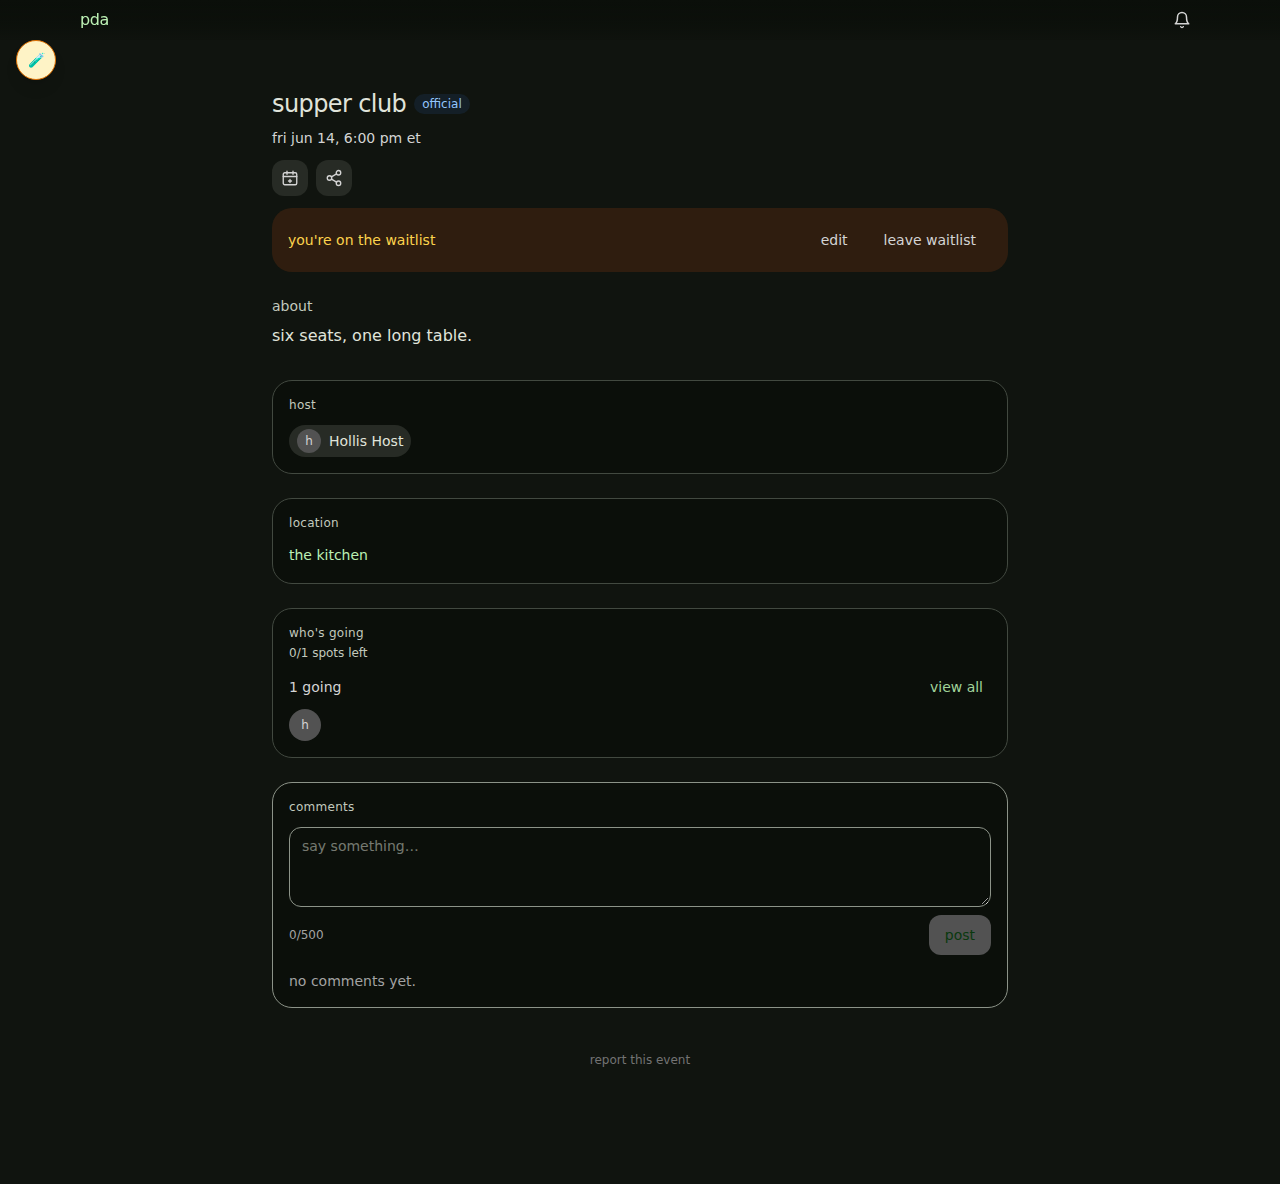 pda
supper club official
fri jun 14, 6:00 pm et
you're on the waitlist edit leave waitlist
about
six seats, one long table.
host
h Hollis Host
location
the kitchen
who's going
0/1 spots left
1 going view all
h
comments
say something...
0/500 post
no comments yet.
report this event